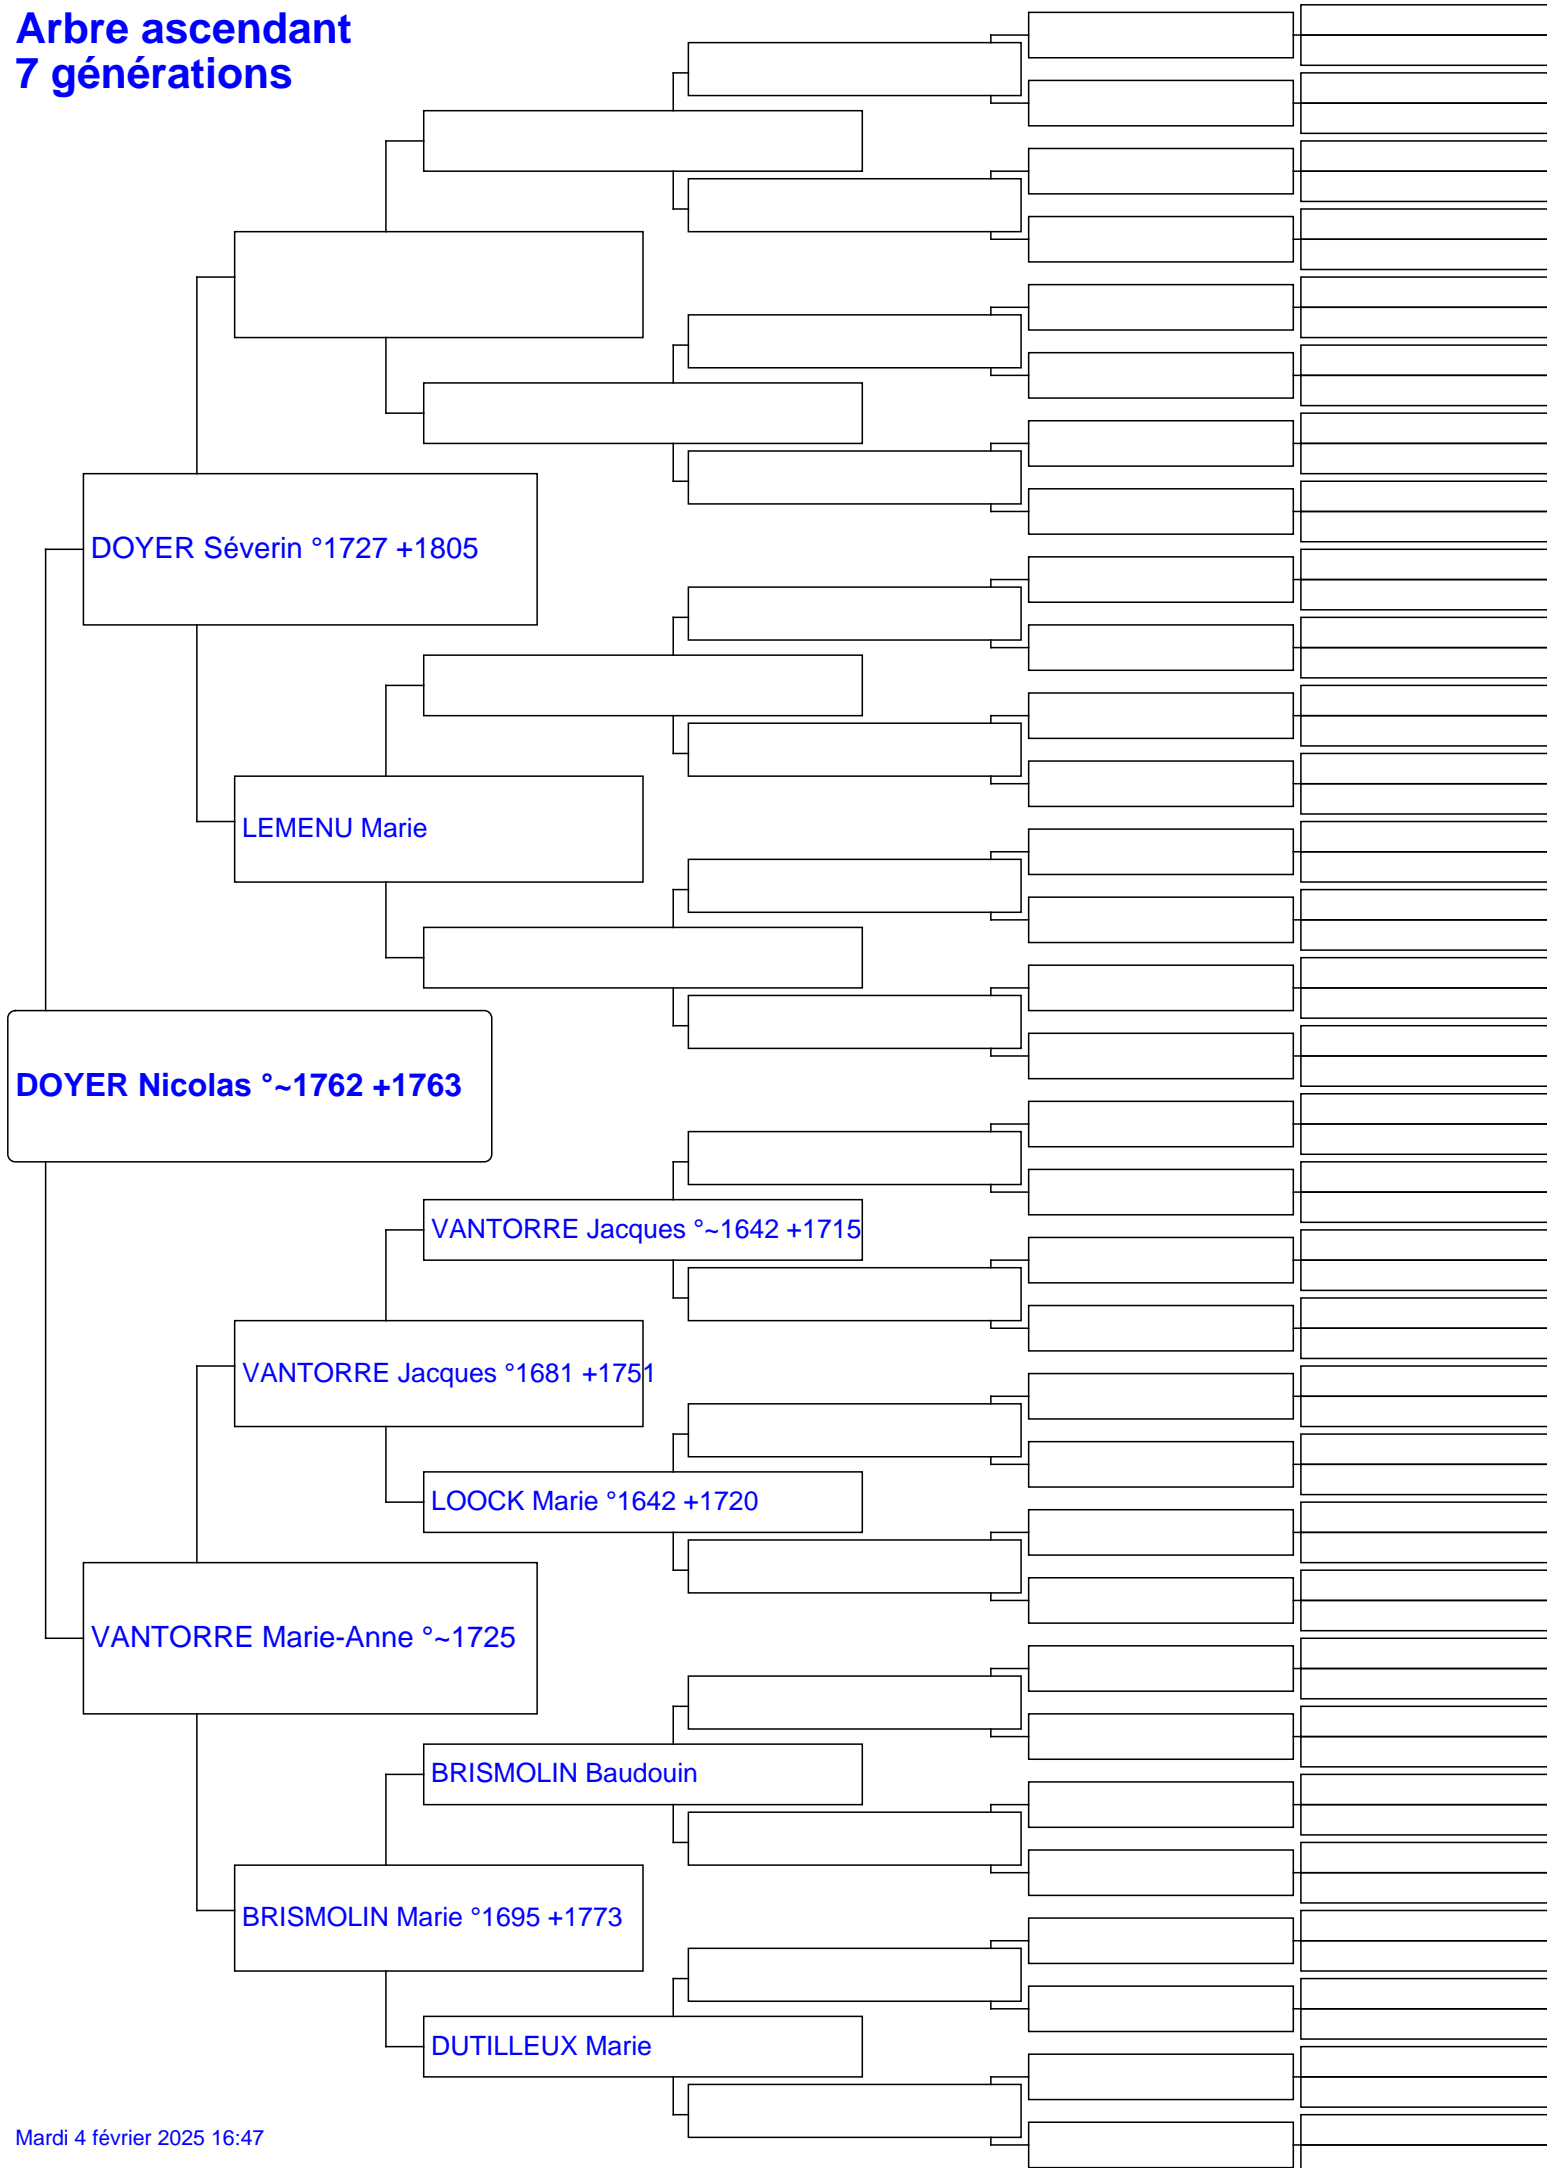 Arbre ascendant
7 générations
DOYER Séverin °1727 +1805
LEMENU Marie
DOYER Nicolas °~1762 +1763
VANTORRE Jacques °~1642 +1715
VANTORRE Jacques °1681 +1751
LOOCK Marie °1642 +1720
VANTORRE Marie-Anne °~1725
BRISMOLIN Baudouin
BRISMOLIN Marie °1695 +1773
DUTILLEUX Marie
Mardi 4 février 2025 16:47